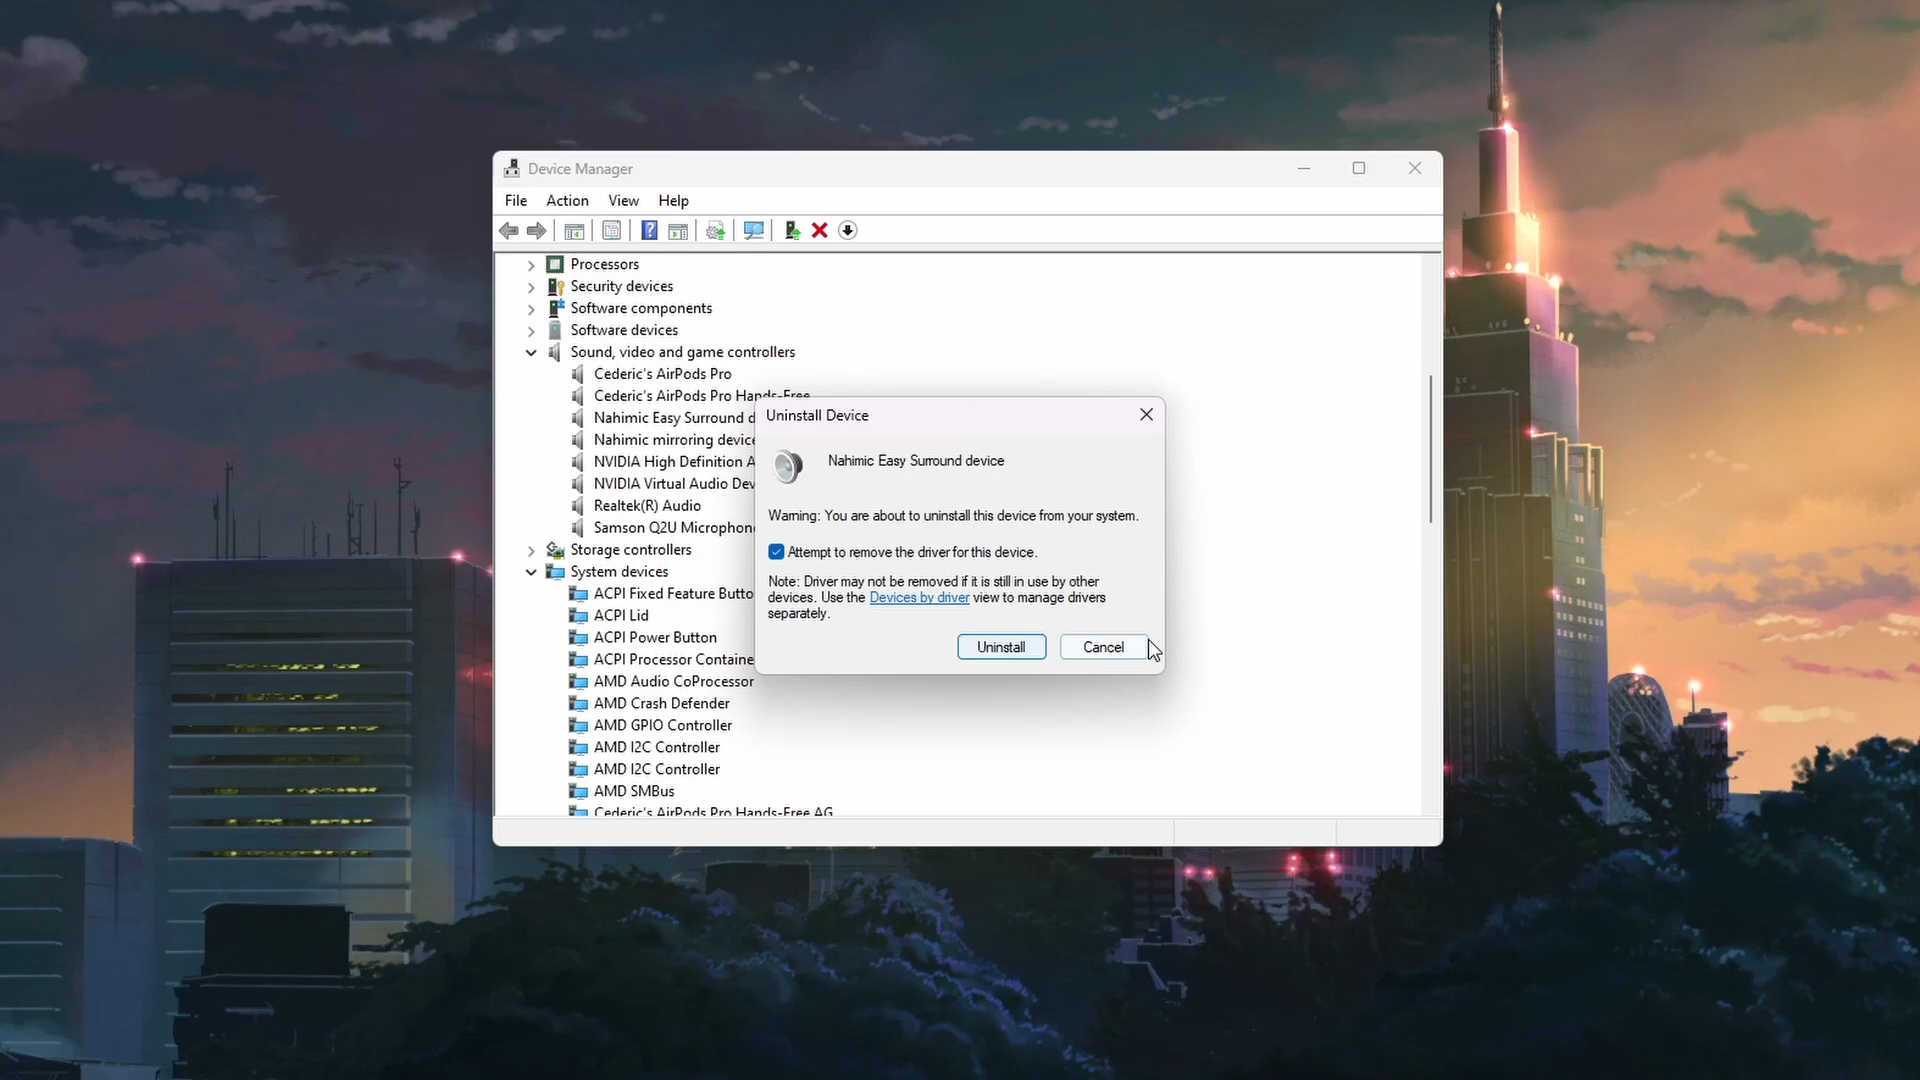 Device Manager
File Action View Help
Processors
Security devices
Software components
Software devices
Sound, video and game controllers
Cederic's AirPods Pro
Cederic's AirPods Pro Hands-Free
Nahimic Easy Surround d
Nahimic mirroring device
NVIDIA High Definition A
NVIDIA Virtual Audio Dev
Realtek(R) Audio
Samson Q2U Microphon
Storage controllers
System devices
ACPI Fixed Feature Butto
ACPI Lid
ACPI Power Button
ACPI Processor Containe
AMD Audio CoProcessor
AMD Crash Defender
AMD GPIO Controller
AMD I2C Controller
AMD I2C Controller
AMD SMBus
Cederic's AirPods Pro Hands-Free AG
Uninstall Device
Nahimic Easy Surround device
Warning: You are about to uninstall this device from your system.
Attempt to remove the driver for this device.
Note: Driver may not be removed if it is still in use by other
devices. Use the Devices by driver view to manage drivers
separately.
Uninstall Cancel